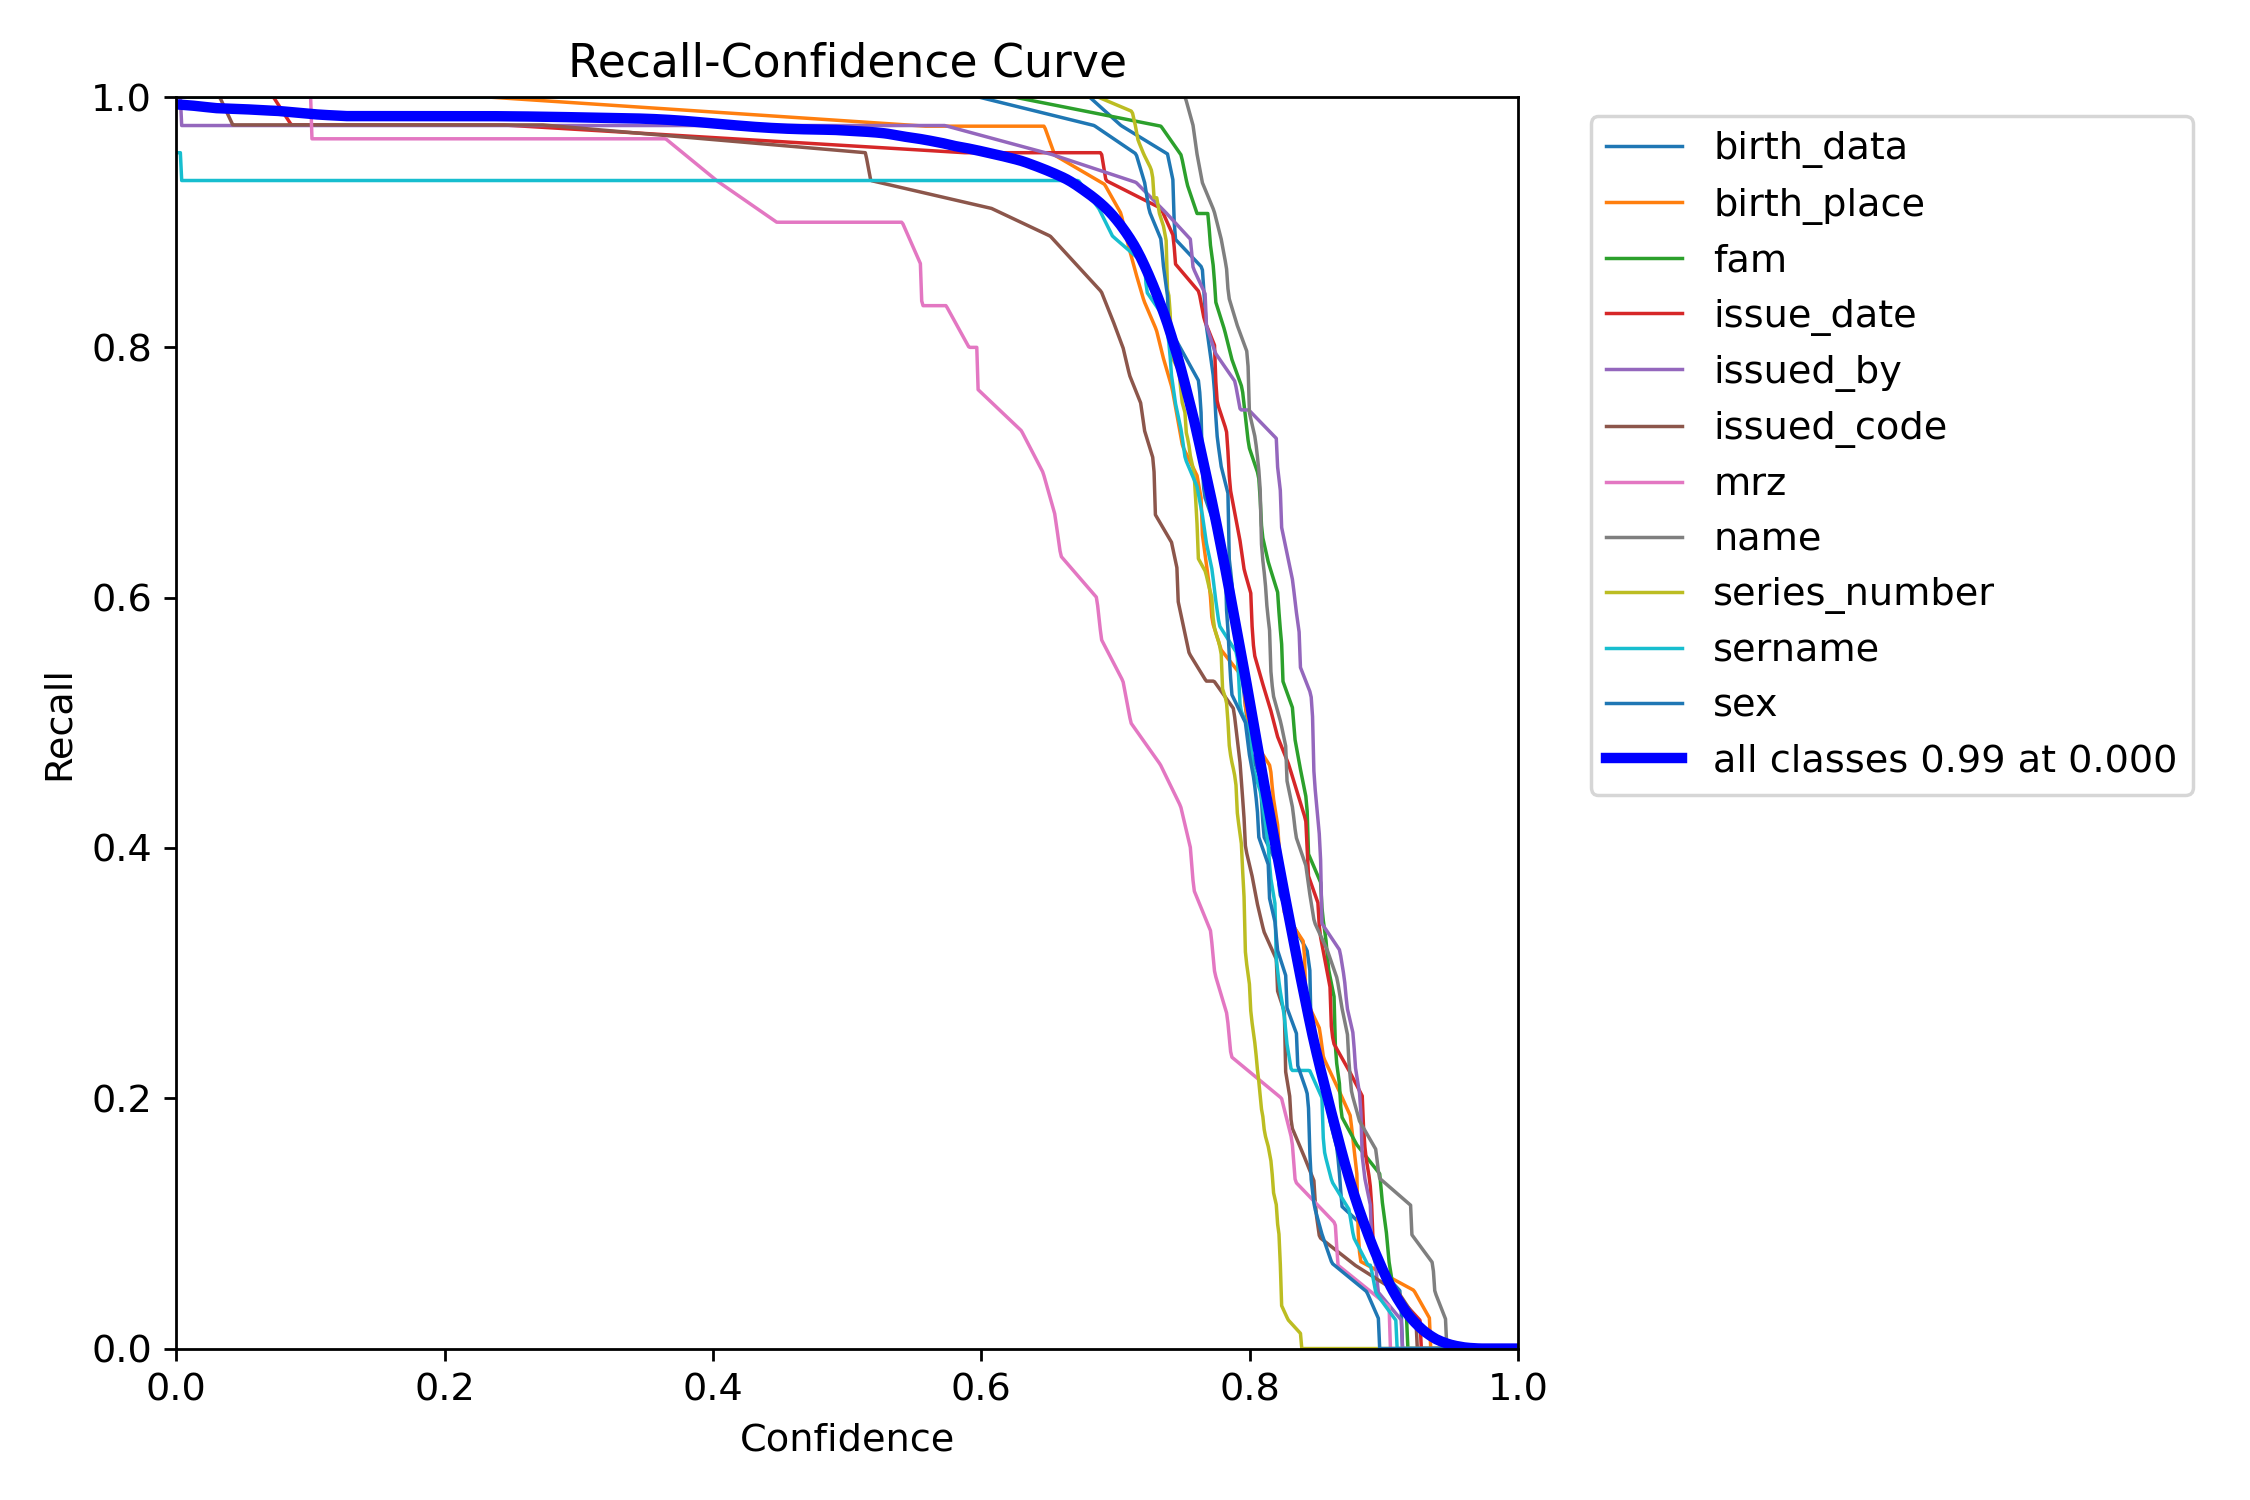 Recall-Confidence Curve
1.0
0.8
0.6
0.4
0.2
0.0
Recall
0.0 0.2 0.4 0.6 0.8 1.0
Confidence
birth_data
birth_place
fam
issue_date
issued_by
issued_code
mrz
name
series_number
sername
sex
all classes 0.99 at 0.000